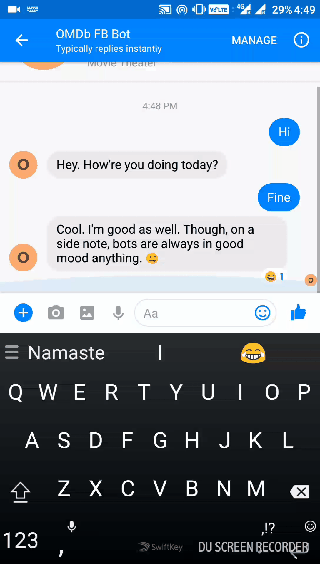 VoLTE 4G 29% 4:49
OMDb FB Bot
Typically replies instantly
MANAGE
Movie Theater
4:48 PM
Hi
O
Hey. How're you doing today?
Fine
Cool. I'm good as well. Though, on a
side note, bots are always in good
mood anything. 😄
O
😄 1
O
Aa
Namaste I 😂
Q W E R T Y U I O P
A S D F G H J K L
Z X C V B N M
123 , SwiftKey ,!?
DU SCREEN RECORDER